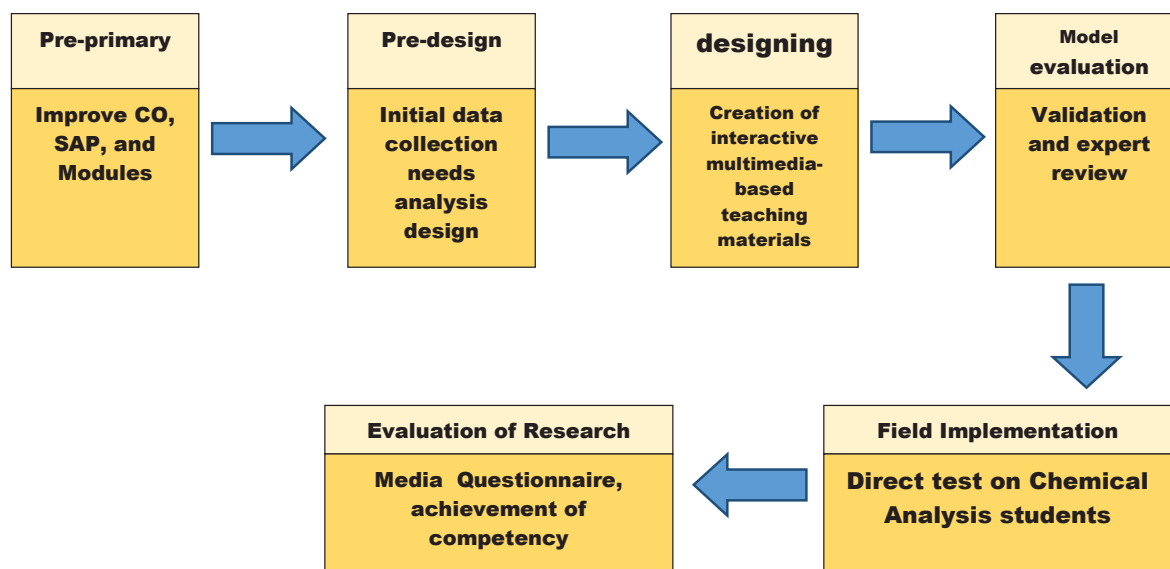 Pre-primary
Improve CO,
SAP, and
Modules
Pre-design
Initial data
collection
needs
analysis
design
designing
Creation of
interactive
multimedia-
based
teaching
materials
Model
evaluation
Validation
and expert
review
Field Implementation
Direct test on Chemical
Analysis students
Evaluation of Research
Media Questionnaire,
achievement of
competency